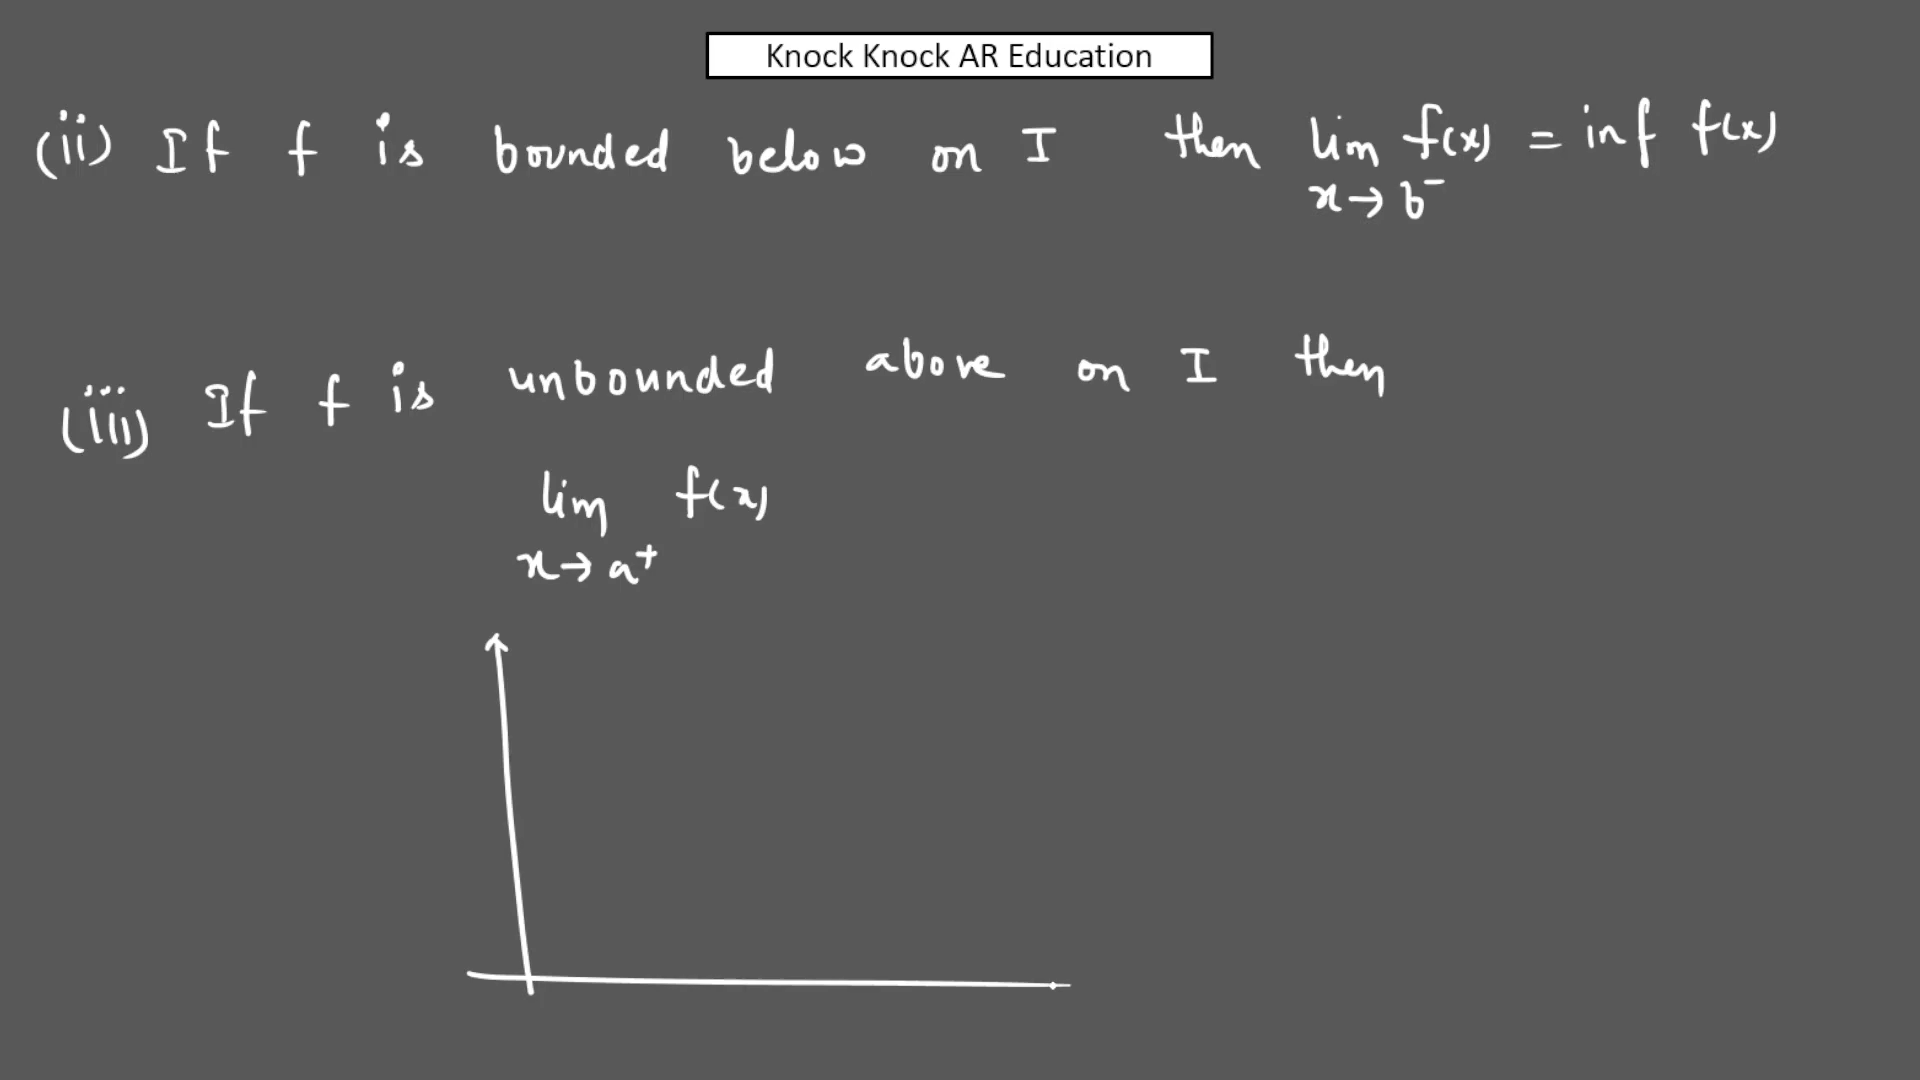 Knock Knock AR Education
(ii) If f is bounded below on I then lim f(x) = inf f(x)
x→b⁻
(iii) If f is unbounded above on I then
lim f(x)
x→a⁺